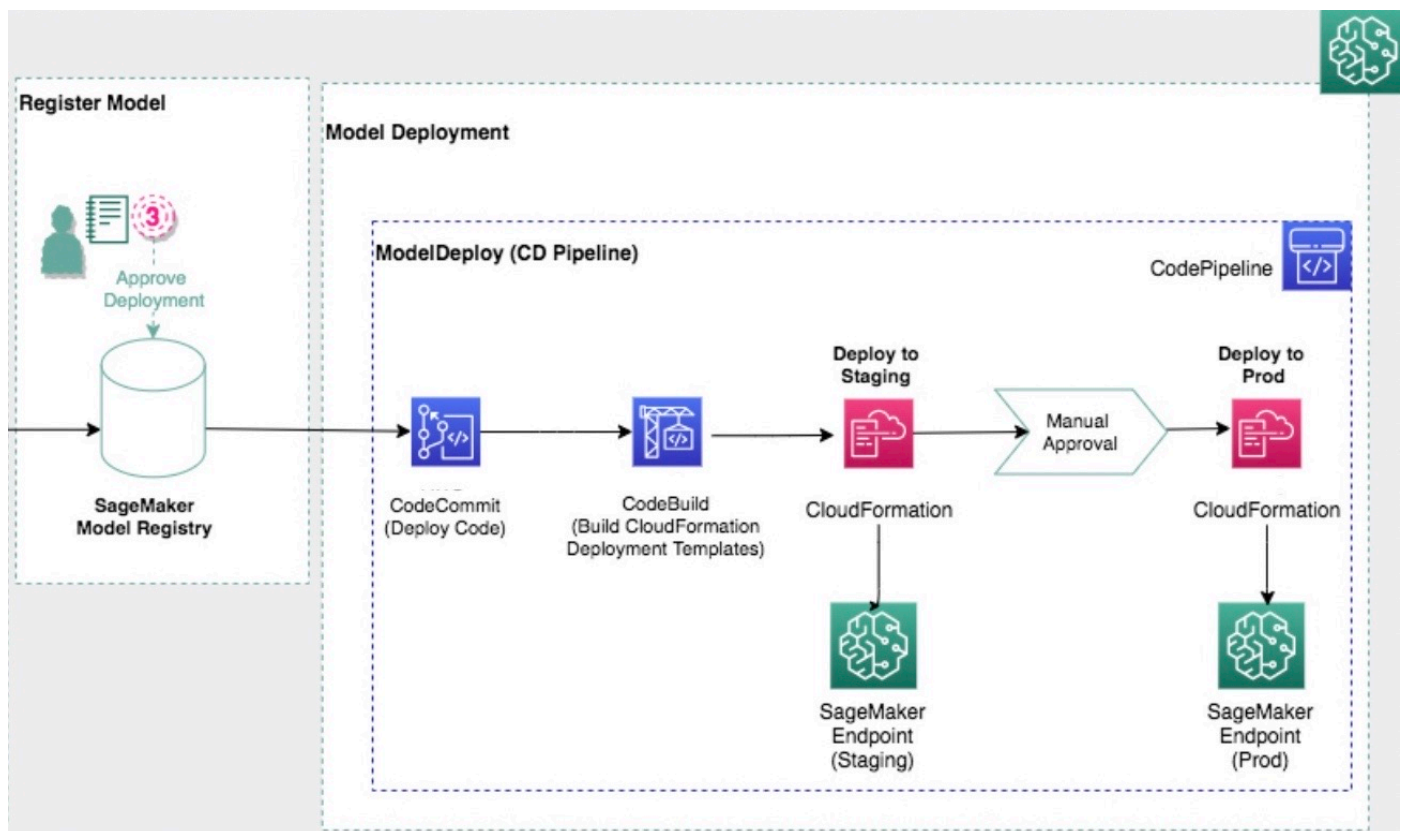 Register Model
3
Approve
Deployment
SageMaker
Model Registry
Model Deployment
ModelDeploy (CD Pipeline)
CodePipeline
</>
</>
CodeCommit
(Deploy Code)
</>
CodeBuild
(Build CloudFormation
Deployment Templates)
Deploy to
Staging
CloudFormation
SageMaker
Endpoint
(Staging)
Manual
Approval
Deploy to
Prod
CloudFormation
SageMaker
Endpoint
(Prod)